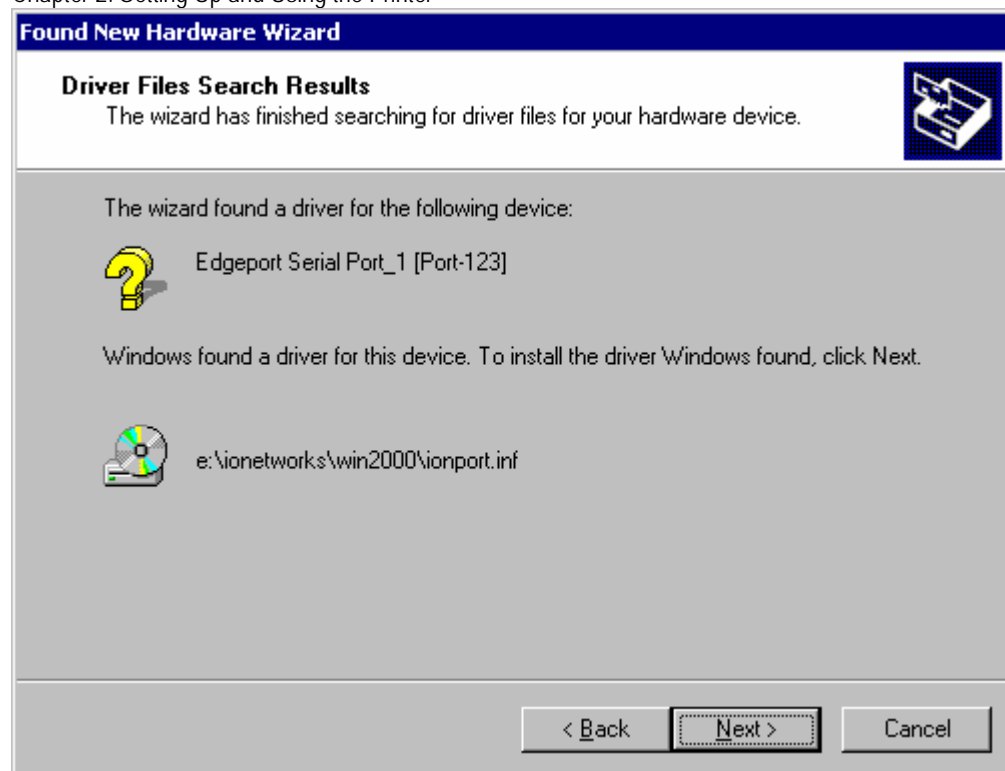 Chapter 2. Setting Up and Using the Printer
Found New Hardware Wizard
Driver Files Search Results
The wizard has finished searching for driver files for your hardware device.
The wizard found a driver for the following device:
Edgeport Serial Port_1 [Port-123]
Windows found a driver for this device. To install the driver Windows found, click Next.
e:\ionetworks\win2000\ionport.inf
< Back
Next >
Cancel